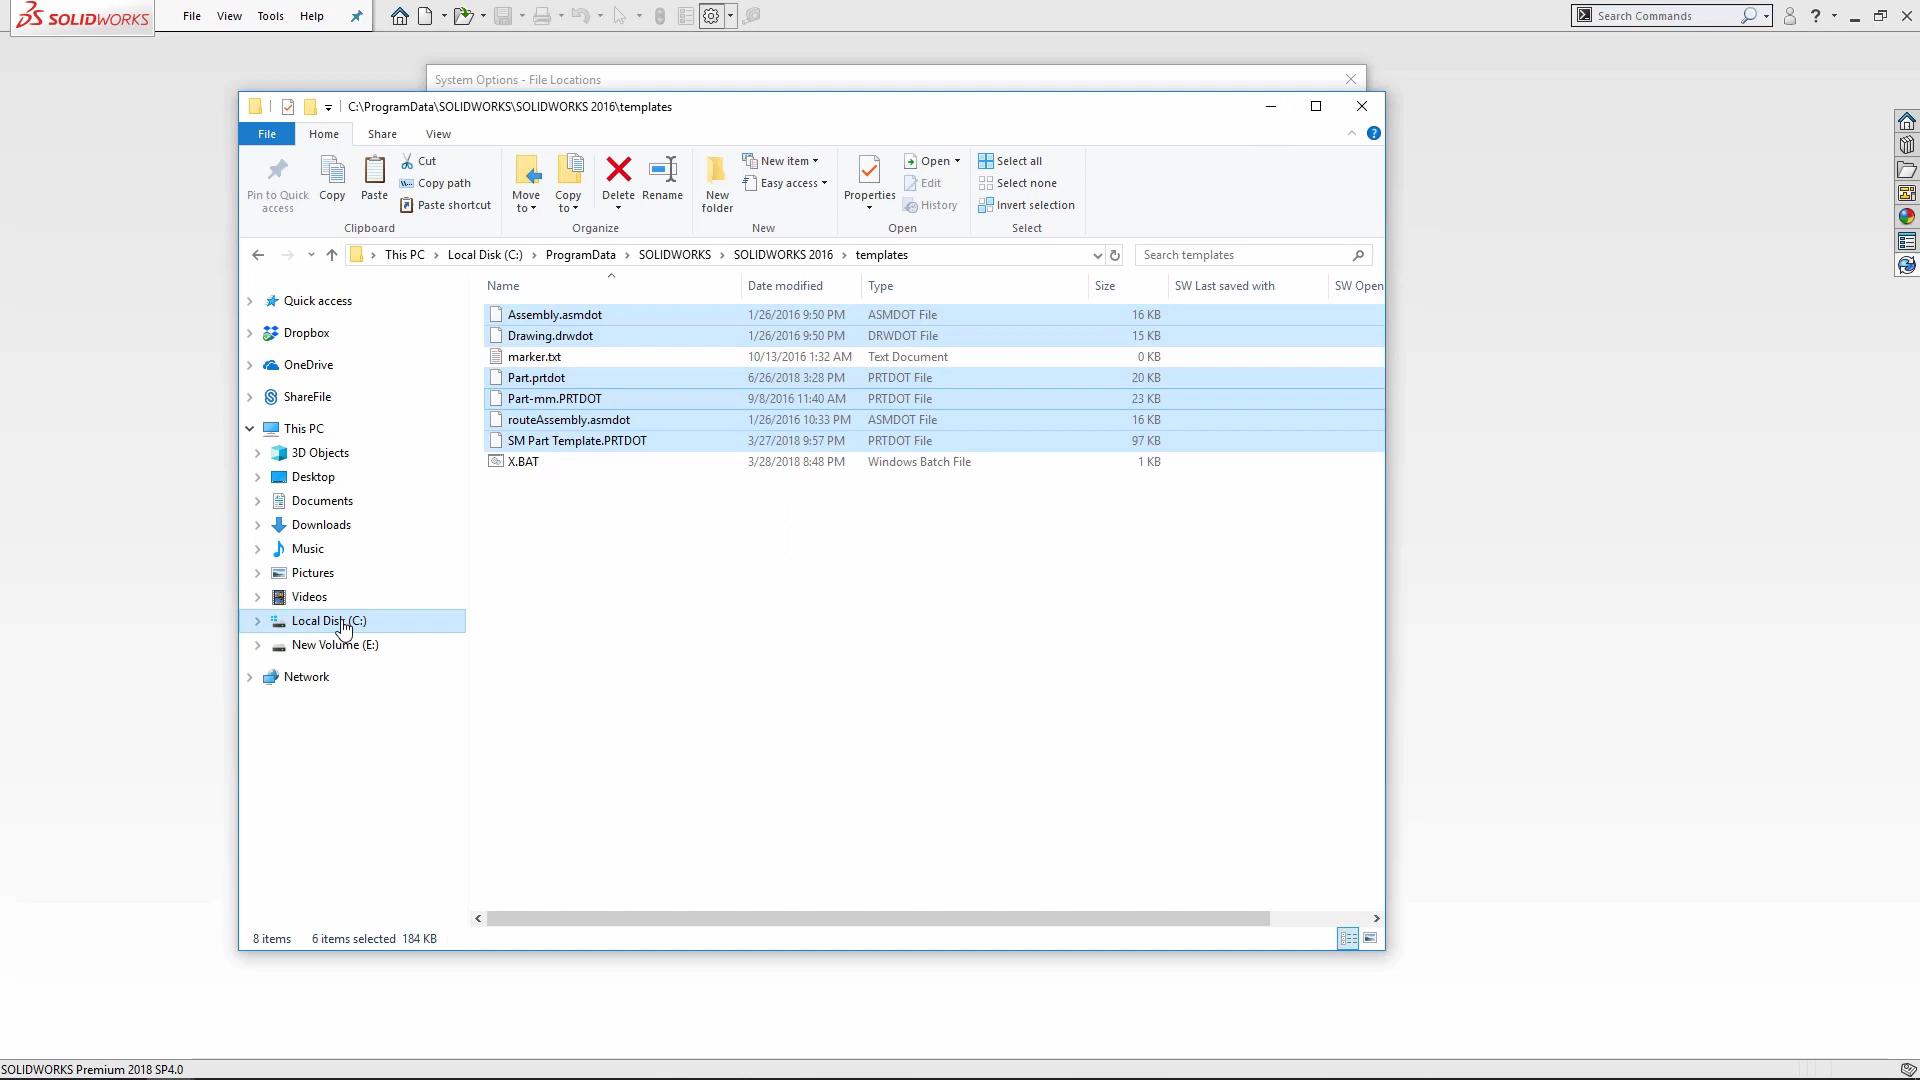 SOLIDWORKS File View Tools Help Search Commands ?
System Options - File Locations
C:\ProgramData\SOLIDWORKS\SOLIDWORKS 2016\templates
File Home Share View
Pin to Quick access
Copy
Paste
Cut
Copy path
Paste shortcut
Move to
Copy to
Delete
Rename
New folder
New item
Easy access
Properties
Open
Edit
History
Select all
Select none
Invert selection
Clipboard Organize New Open Select
This PC Local Disk (C:) ProgramData SOLIDWORKS SOLIDWORKS 2016 templates Search templates
Quick access
Dropbox
OneDrive
ShareFile
This PC
3D Objects
Desktop
Documents
Downloads
Music
Pictures
Videos
Local Disk (C:)
New Volume (E:)
Network
Name Date modified Type Size SW Last saved with SW Open
Assembly.asmdot 1/26/2016 9:50 PM ASMDOT File 16 KB
Drawing.drwdot 1/26/2016 9:50 PM DRWDOT File 15 KB
marker.txt 10/13/2016 1:32 AM Text Document 0 KB
Part.prtdot 6/26/2018 3:28 PM PRTDOT File 20 KB
Part-mm.PRTDOT 9/8/2016 11:40 AM PRTDOT File 23 KB
routeAssembly.asmdot 1/26/2016 10:33 PM ASMDOT File 16 KB
SM Part Template.PRTDOT 3/27/2018 9:57 PM PRTDOT File 97 KB
X.BAT 3/28/2018 8:48 PM Windows Batch File 1 KB
8 items 6 items selected 184 KB
SOLIDWORKS Premium 2018 SP4.0